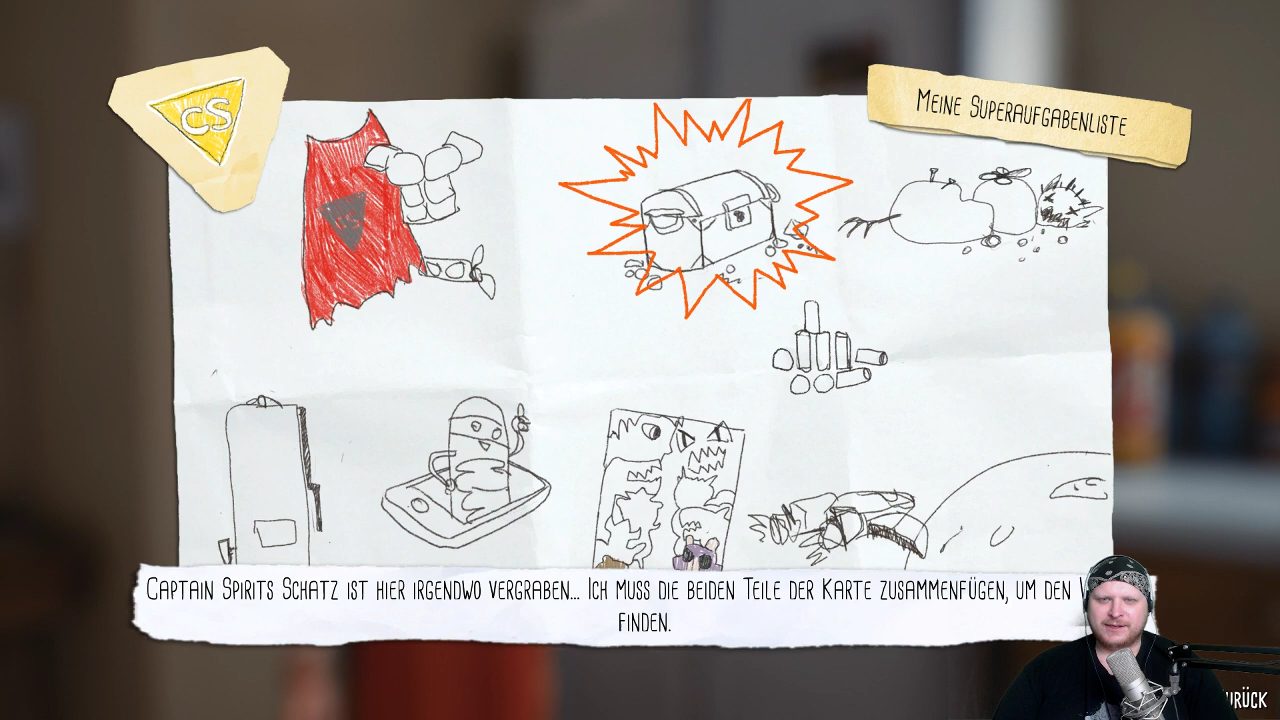 CS
MEINE SUPERAUFGABENLISTE
CS
CAPTAIN SPIRITS SCHATZ IST HIER IRGENDWO VERGRABEN... ICH MUSS DIE BEIDEN TEILE DER KARTE ZUSAMMENFÜGEN, UM DEN
FINDEN.